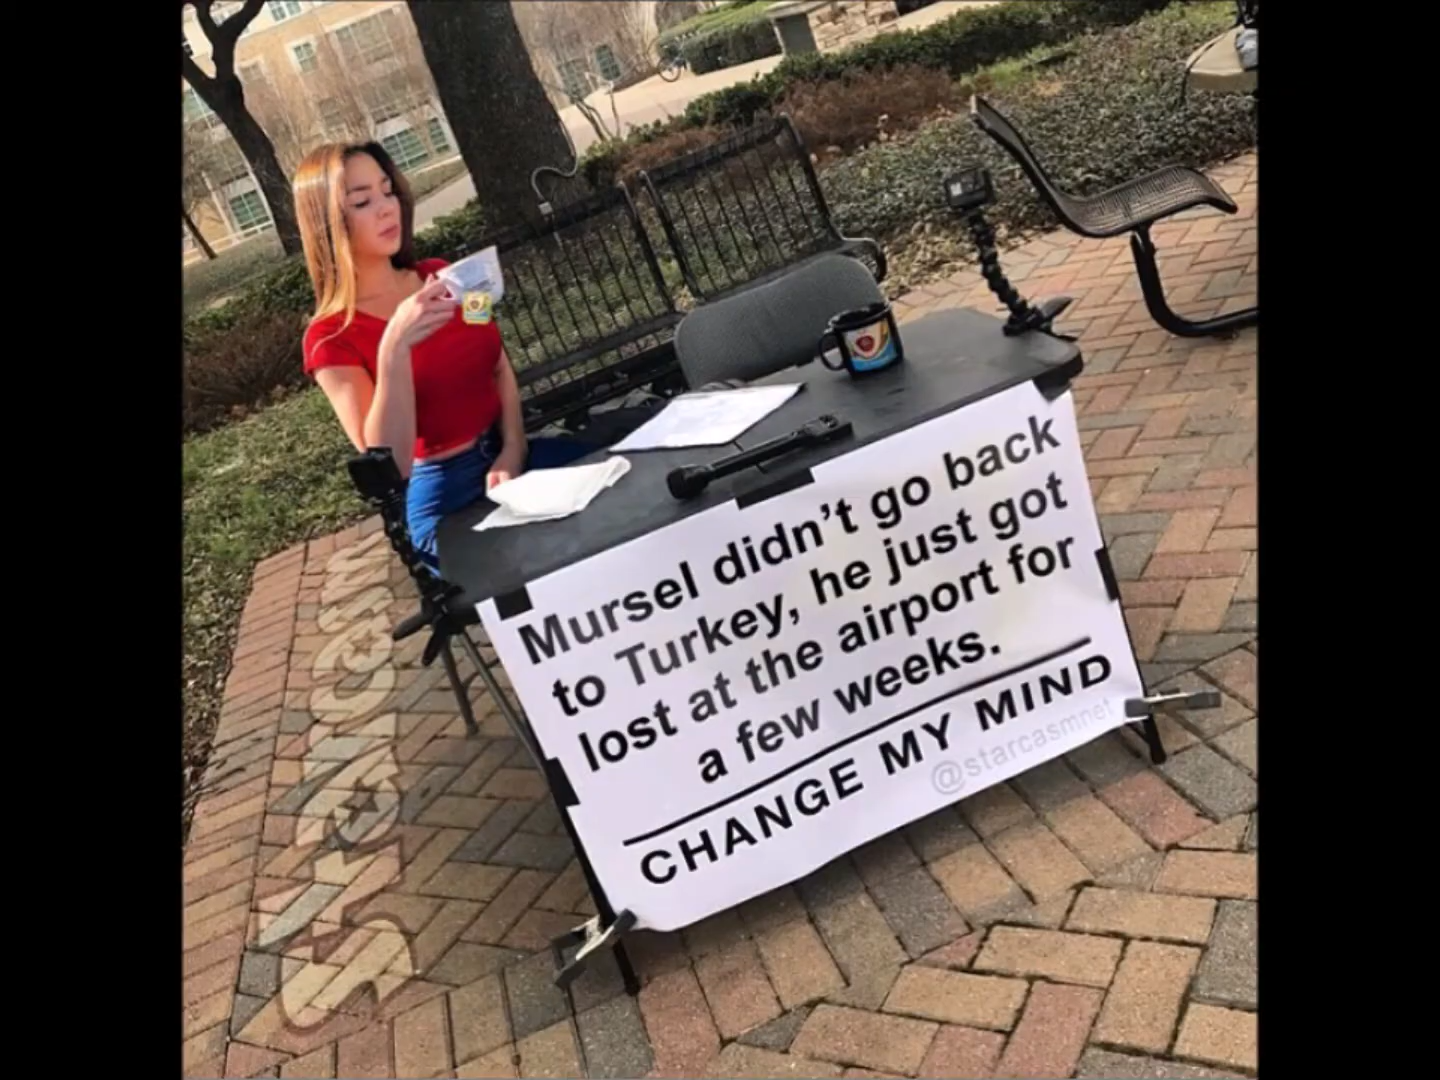 Mursel didn't go back
to Turkey, he just got
lost at the airport for
a few weeks.
CHANGE MY MIND
@starcasmnet
starcasm